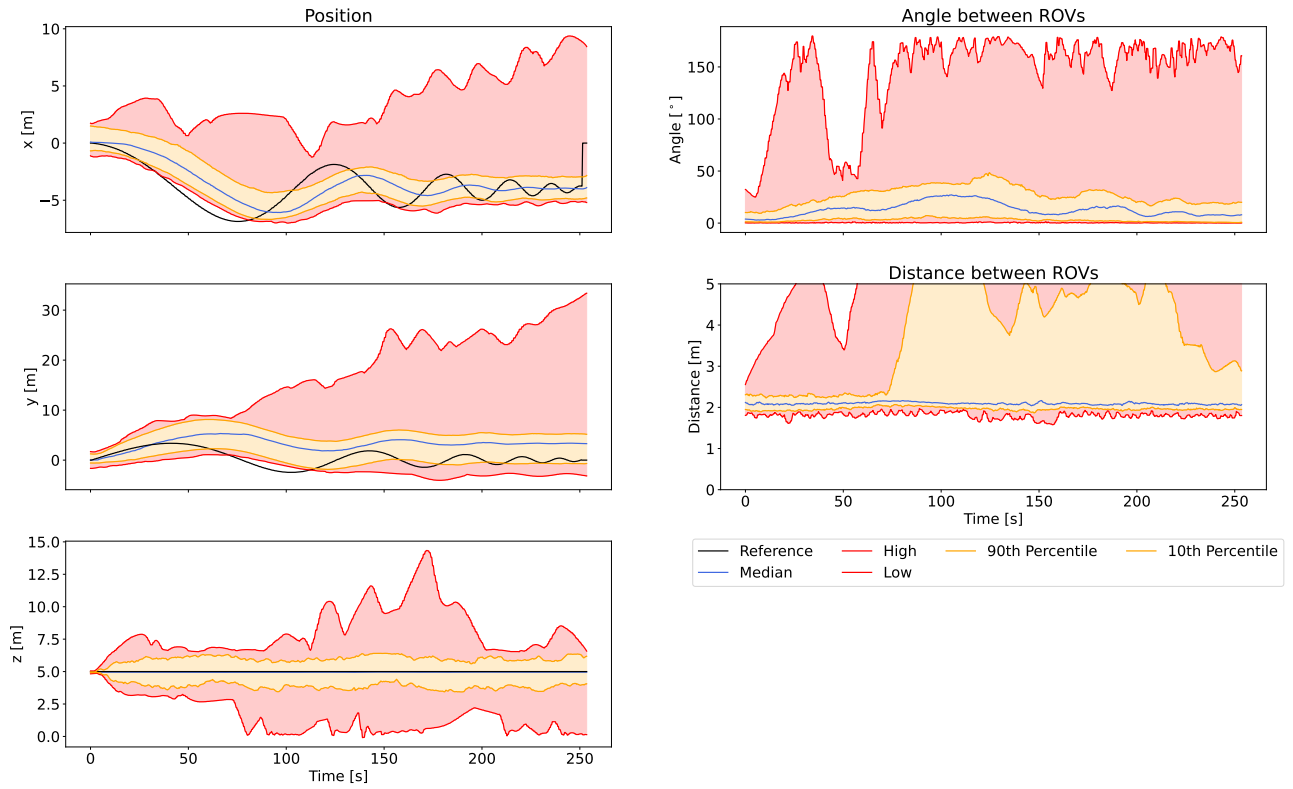 Position
x [m]
10
5
0
−5
y [m]
30
20
10
0
z [m]
15.0
12.5
10.0
7.5
5.0
2.5
0.0
0 50 100 150 200 250
Time [s]
Angle between ROVs
Angle [°]
150
100
50
0
Distance between ROVs
Distance [m]
5
4
3
2
1
0
0 50 100 150 200 250
Time [s]
Reference High 90th Percentile 10th Percentile
Median Low